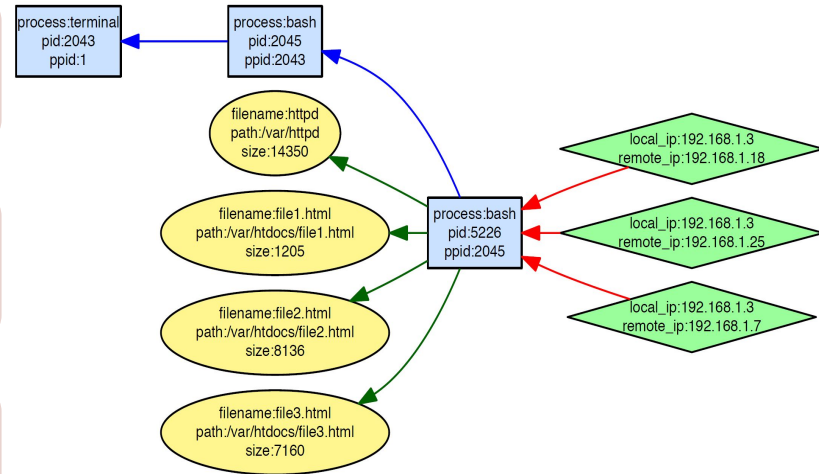 process:terminal
pid:2043
ppid:1
process:bash
pid:2045
ppid:2043
filename:httpd
path:/var/httpd
size:14350
filename:file1.html
path:/var/htdocs/file1.html
size:1205
filename:file2.html
path:/var/htdocs/file2.html
size:8136
filename:file3.html
path:/var/htdocs/file3.html
size:7160
process:bash
pid:5226
ppid:2045
local_ip:192.168.1.3
remote_ip:192.168.1.18
local_ip:192.168.1.3
remote_ip:192.168.1.25
local_ip:192.168.1.3
remote_ip:192.168.1.7